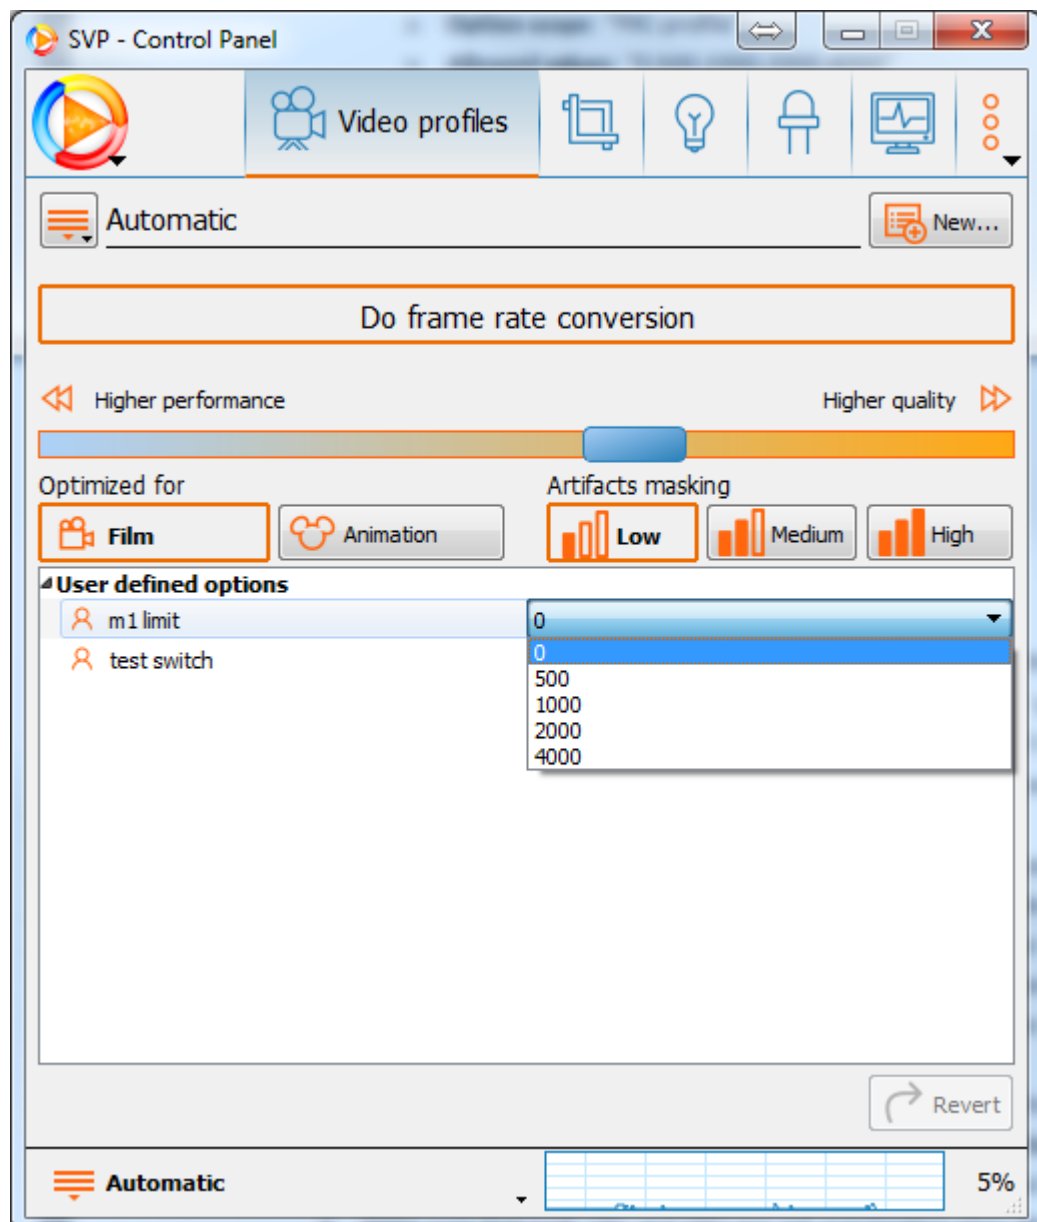 SVP - Control Panel
Video profiles
Automatic
New...
Do frame rate conversion
Higher performance
Higher quality
Optimized for
Artifacts masking
Film
Animation
Low
Medium
High
User defined options
m1 limit
0
test switch
0
500
1000
2000
4000
Revert
Automatic
5%